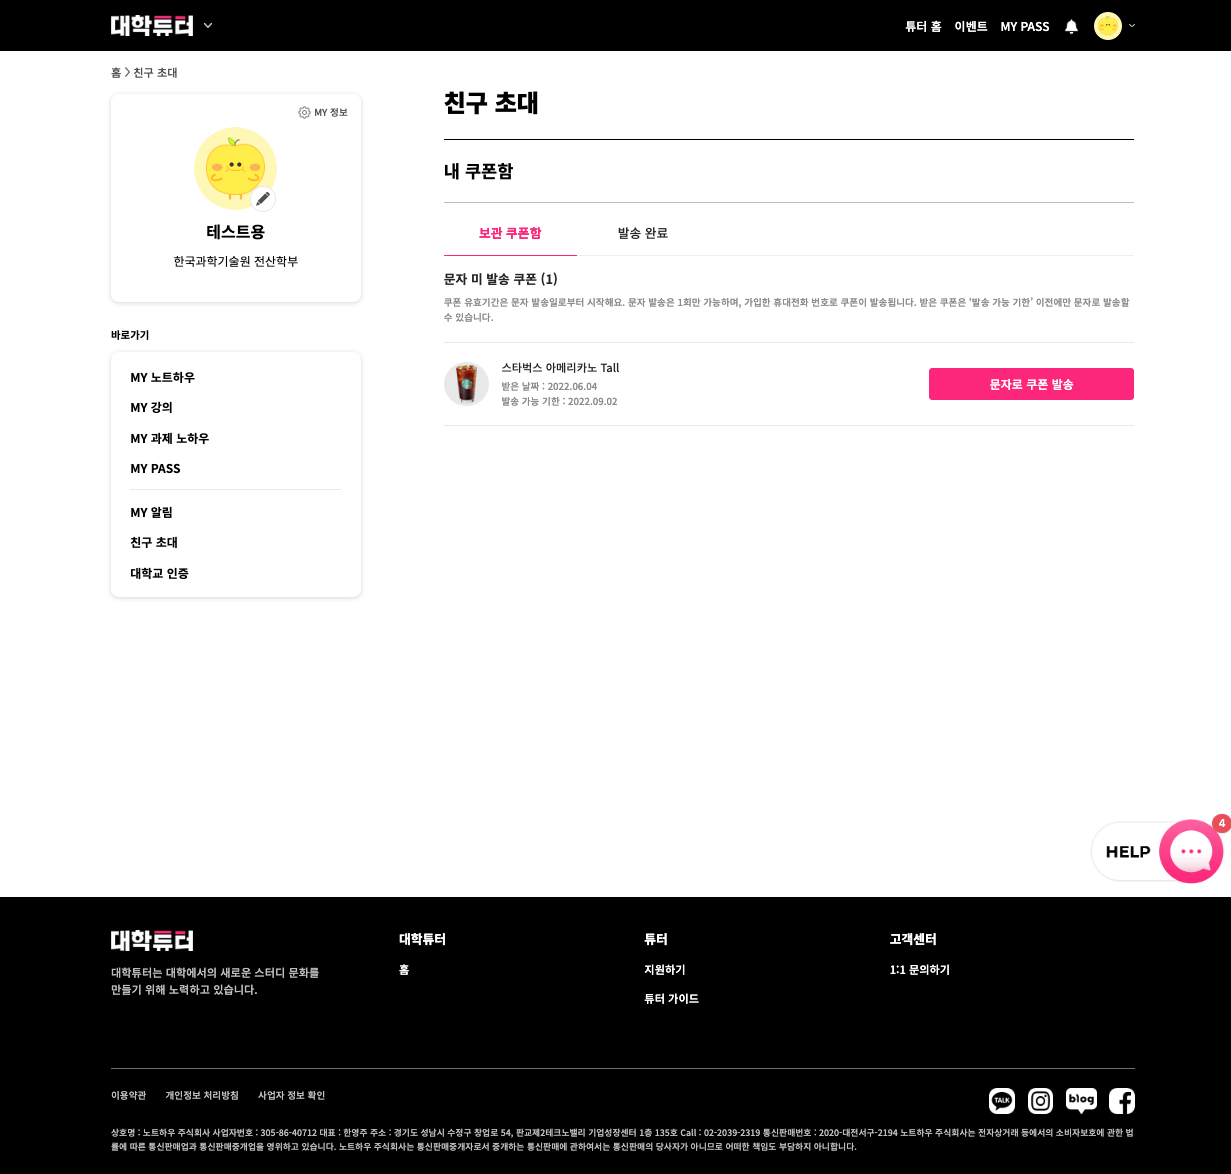 대학튜터
튜터 홈 이벤트 MY PASS
홈 > 친구 초대
MY 정보
테스트용
한국과학기술원 전산학부
바로가기
MY 노트하우
MY 강의
MY 과제 노하우
MY PASS
MY 알림
친구 초대
대학교 인증
친구 초대
내 쿠폰함
보관 쿠폰함 발송 완료
문자 미 발송 쿠폰 (1)
쿠폰 유효기간은 문자 발송일로부터 시작해요. 문자 발송은 1회만 가능하며, 가입한 휴대전화 번호로 쿠폰이 발송됩니다. 받은 쿠폰은 ‘발송 가능 기한’ 이전에만 문자로 발송할
수 있습니다.
스타벅스 아메리카노 Tall
받은 날짜 : 2022.06.04
발송 가능 기한 : 2022.09.02
문자로 쿠폰 발송
4
HELP
대학튜터
대학튜터는 대학에서의 새로운 스터디 문화를
만들기 위해 노력하고 있습니다.
대학튜터
홈
튜터
지원하기
튜터 가이드
고객센터
1:1 문의하기
이용약관 개인정보 처리방침 사업자 정보 확인
TALK
blog
상호명 : 노트하우 주식회사 사업자번호 : 305-86-40712 대표 : 한영주 주소 : 경기도 성남시 수정구 창업로 54, 판교제2테크노밸리 기업성장센터 1층 135호 Call : 02-2039-2319 통신판매번호 : 2020-대전서구-2194 노트하우 주식회사는 전자상거래 등에서의 소비자보호에 관한 법
률에 따른 통신판매업과 통신판매중개업을 영위하고 있습니다. 노트하우 주식회사는 통신판매중개자로서 중개하는 통신판매에 관하여서는 통신판매의 당사자가 아니므로 어떠한 책임도 부담하지 아니합니다.